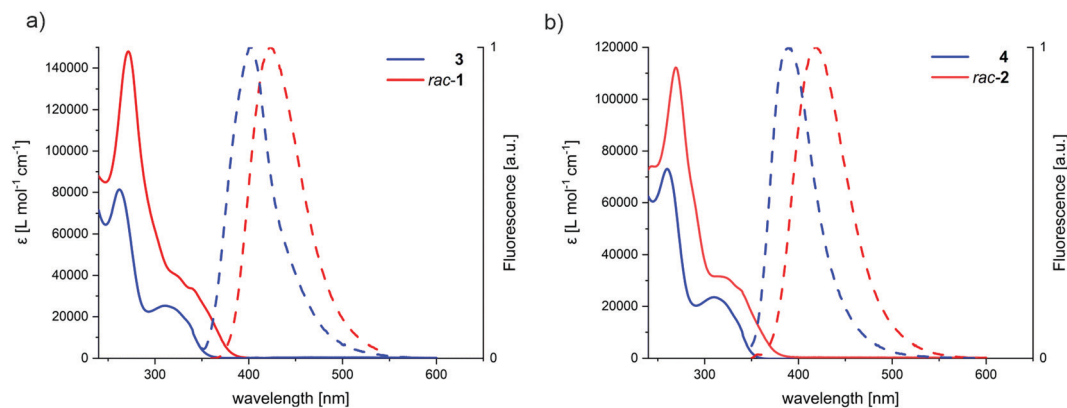 a)
3
rac-1
140000
120000
100000
80000
60000
40000
20000
0
ε [L mol⁻¹ cm⁻¹]
300
400
500
600
wavelength [nm]
1
0
Fluorescence [a.u.]
b)
4
rac-2
120000
100000
80000
60000
40000
20000
0
ε [L mol⁻¹ cm⁻¹]
300
400
500
600
wavelength [nm]
1
0
Fluorescence [a.u.]